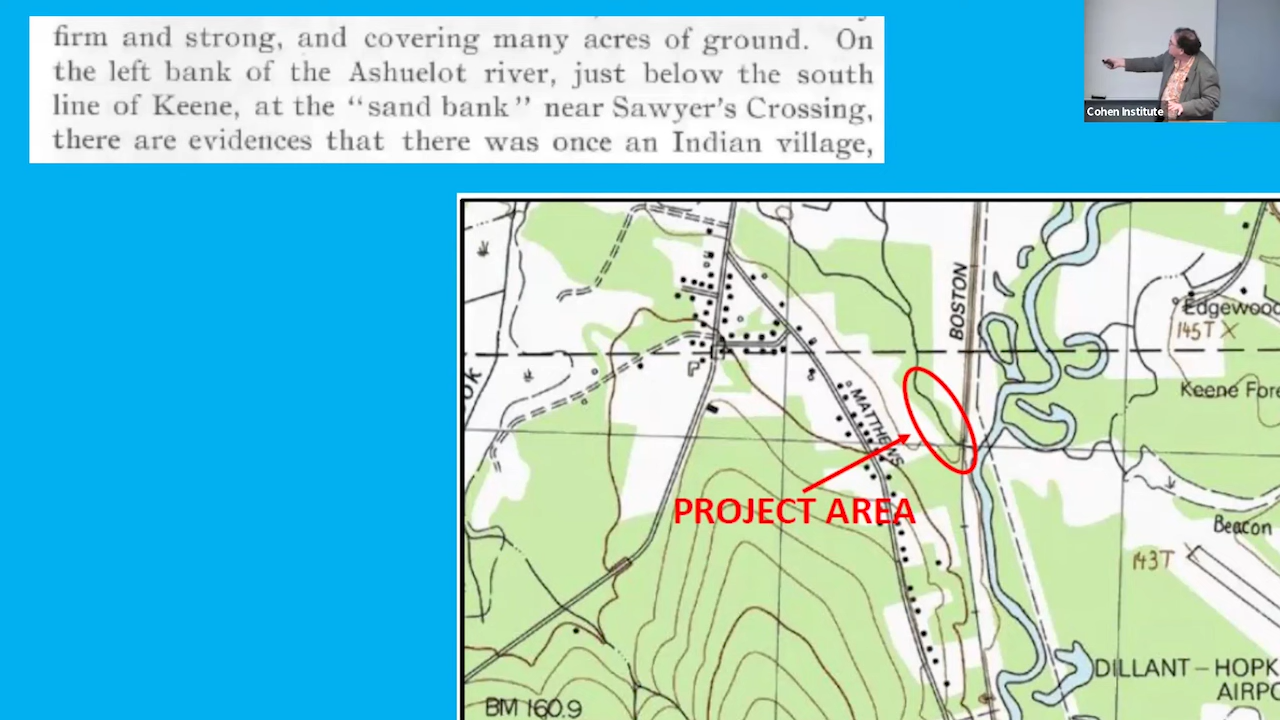 firm and strong, and covering many acres of ground. On
the left bank of the Ashuelot river, just below the south
line of Keene, at the “sand bank” near Sawyer’s Crossing,
there are evidences that there was once an Indian village,
Cohen Institute
BOSTON
Edgewood
145T X
Keene Fore
MATTHEWS
PROJECT AREA
Beacon
143T
DILLANT – HOPK
AIRPO
BM 160.9